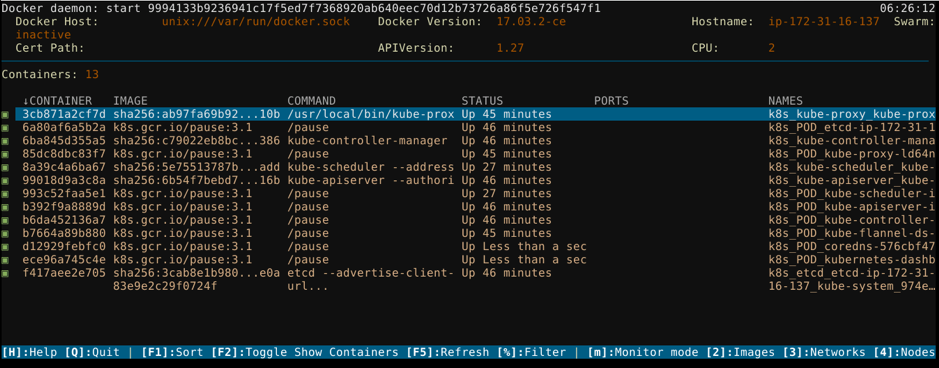 Docker daemon: start 9994133b9236941c17f5ed7f7368920ab640eec70d12b73726a86f5e726f547f1 06:26:12
Docker Host: unix:///var/run/docker.sock Docker Version: 17.03.2-ce Hostname: ip-172-31-16-137 Swarm:
inactive
Cert Path: APIVersion: 1.27 CPU: 2
Containers: 13
↓CONTAINER IMAGE COMMAND STATUS PORTS NAMES
3cb871a2cf7d sha256:ab97fa69b92...10b /usr/local/bin/kube-prox Up 45 minutes k8s_kube-proxy_kube-prox
6a80af6a5b2a k8s.gcr.io/pause:3.1 /pause Up 46 minutes k8s_POD_etcd-ip-172-31-1
6ba845d355a5 sha256:c79022eb8bc...386 kube-controller-manager Up 46 minutes k8s_kube-controller-mana
85dc8dbc83f7 k8s.gcr.io/pause:3.1 /pause Up 45 minutes k8s_POD_kube-proxy-ld64n
8a39c4a6ba67 sha256:5e75513787b...add kube-scheduler --address Up 27 minutes k8s_kube-scheduler_kube-
99018d9a3c8a sha256:6b54f7bebd7...16b kube-apiserver --authori Up 46 minutes k8s_kube-apiserver_kube-
993c52faa5e1 k8s.gcr.io/pause:3.1 /pause Up 27 minutes k8s_POD_kube-scheduler-i
b392f9a8889d k8s.gcr.io/pause:3.1 /pause Up 46 minutes k8s_POD_kube-apiserver-i
b6da452136a7 k8s.gcr.io/pause:3.1 /pause Up 46 minutes k8s_POD_kube-controller-
b7664a89b880 k8s.gcr.io/pause:3.1 /pause Up 45 minutes k8s_POD_kube-flannel-ds-
d12929febfc0 k8s.gcr.io/pause:3.1 /pause Up Less than a sec k8s_POD_coredns-576cbf47
ece96a745c4e k8s.gcr.io/pause:3.1 /pause Up Less than a sec k8s_POD_kubernetes-dashb
f417aee2e705 sha256:3cab8e1b980...e0a etcd --advertise-client- Up 46 minutes k8s_etcd_etcd-ip-172-31-
83e9e2c29f0724f url... 16-137_kube-system_974e…
[H]:Help [Q]:Quit | [F1]:Sort [F2]:Toggle Show Containers [F5]:Refresh [%]:Filter | [m]:Monitor mode [2]:Images [3]:Networks [4]:Nodes